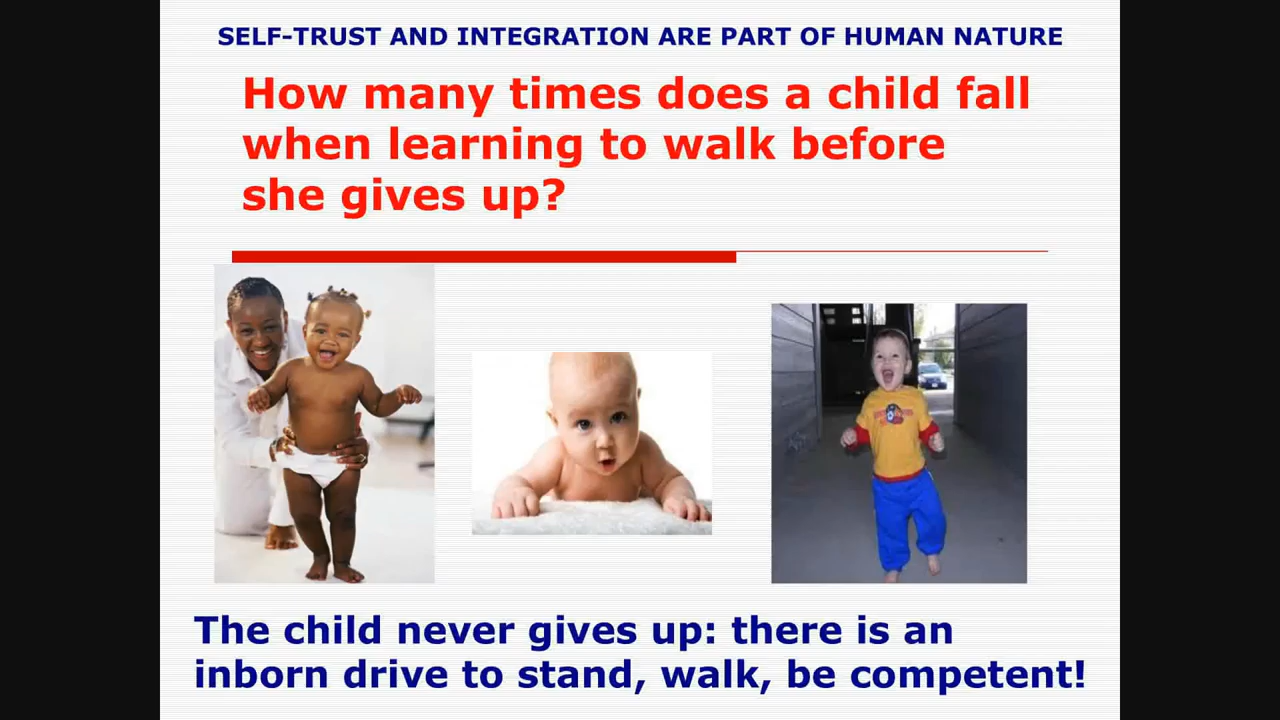 SELF-TRUST AND INTEGRATION ARE PART OF HUMAN NATURE
How many times does a child fall
when learning to walk before
she gives up?
The child never gives up: there is an
inborn drive to stand, walk, be competent!